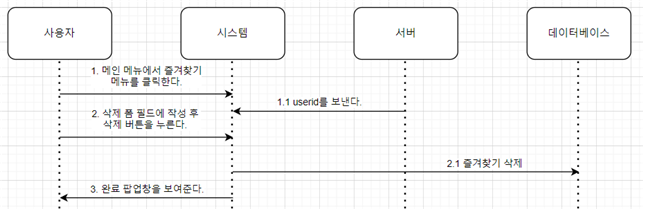 사용자
시스템
서버
데이터베이스
1. 메인 메뉴에서 즐겨찾기
메뉴를 클릭한다.
1.1 userid를 보낸다.
2. 삭제 폼 필드에 작성 후
삭제 버튼을 누른다.
2.1 즐겨찾기 삭제
3. 완료 팝업창을 보여준다.